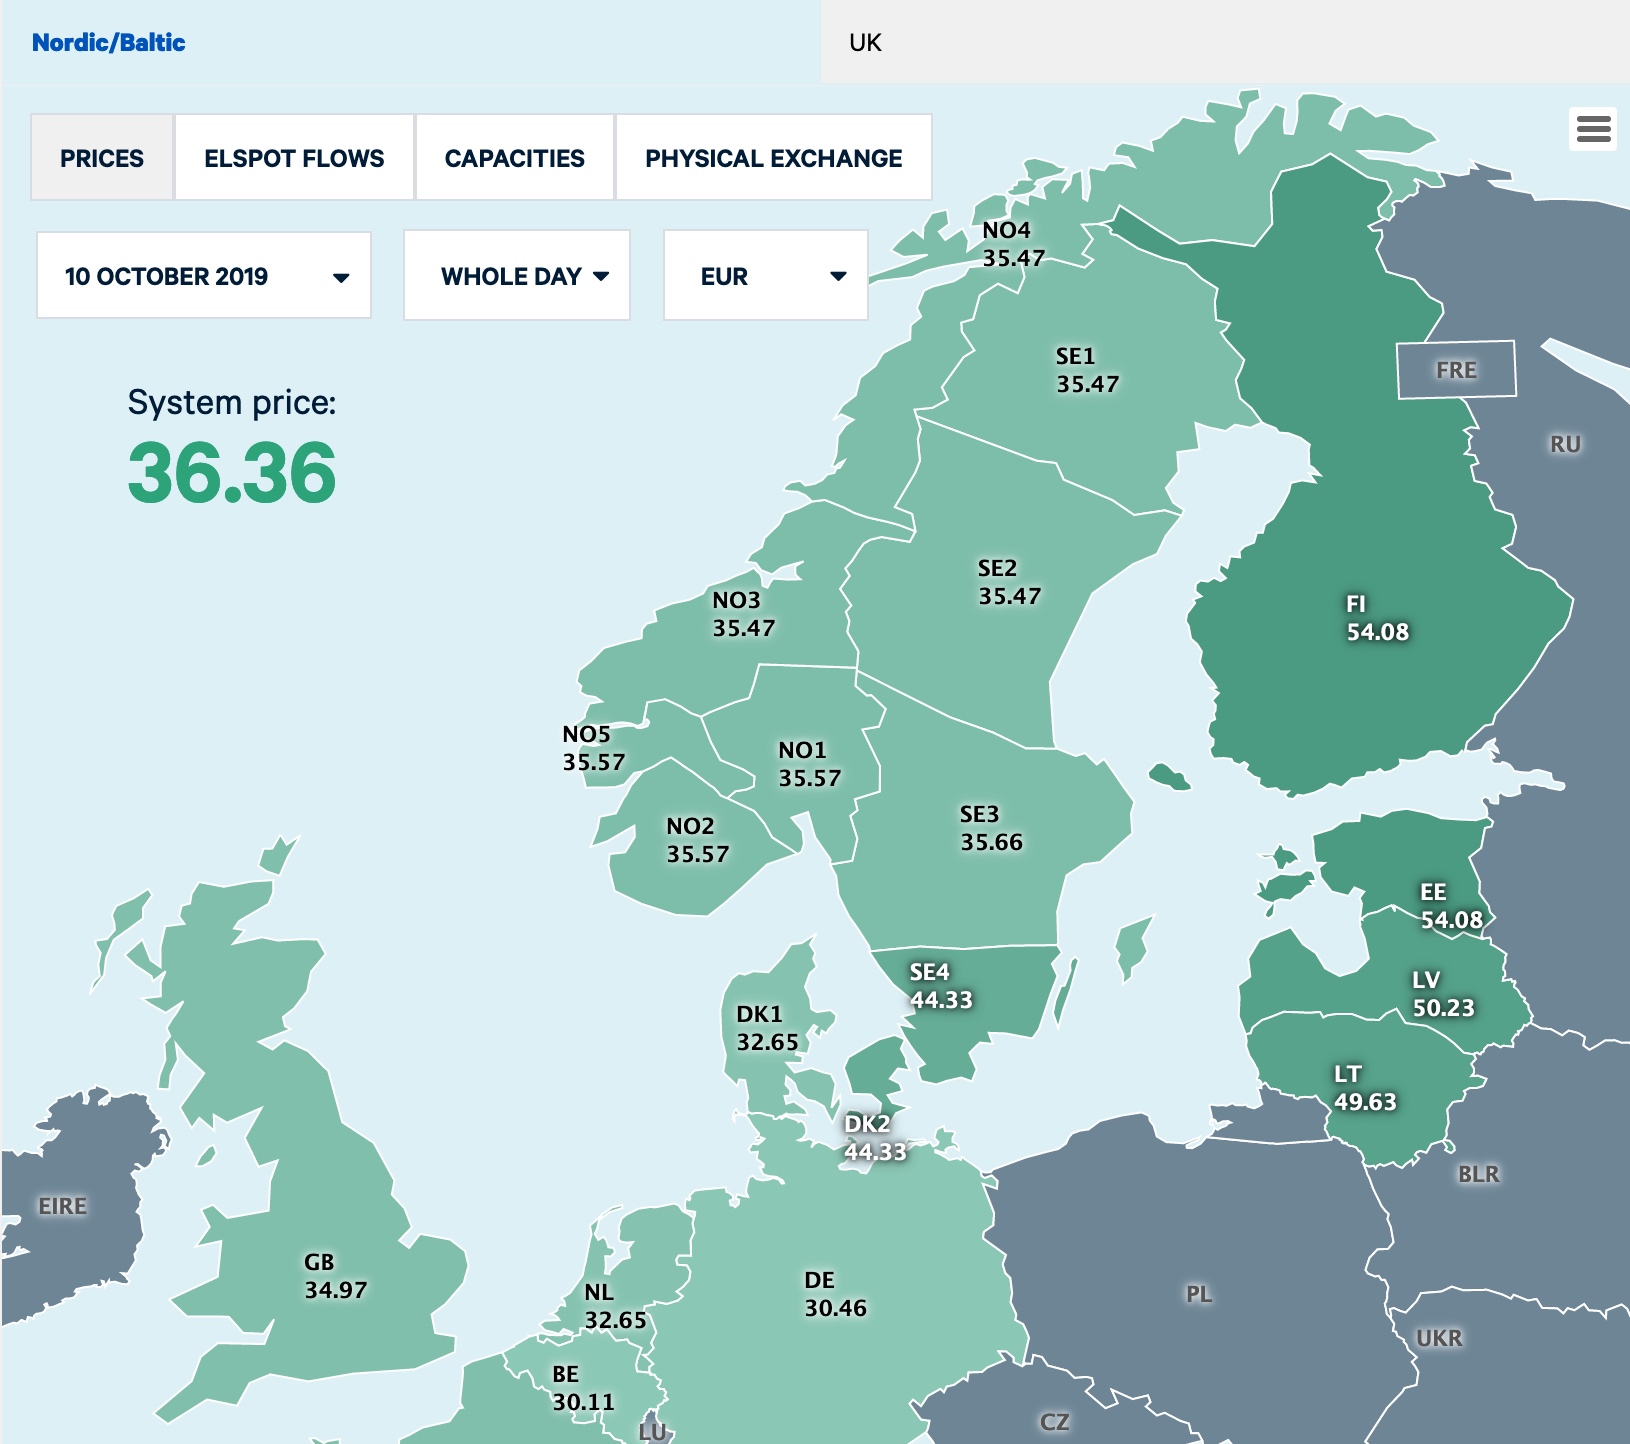 Nordic/Baltic
UK
PRICES
ELSPOT FLOWS
CAPACITIES
PHYSICAL EXCHANGE
10 OCTOBER 2019
WHOLE DAY
EUR
System price:
36.36
NO4
35.47
SE1
35.47
FRE
RU
SE2
35.47
NO3
35.47
FI
54.08
NO5
35.57
NO1
35.57
NO2
35.57
SE3
35.66
EE
54.08
SE4
44.33
LV
50.23
DK1
32.65
LT
49.63
DK2
44.33
BLR
EIRE
GB
34.97
NL
32.65
DE
30.46
PL
UKR
BE
30.11
CZ
LU